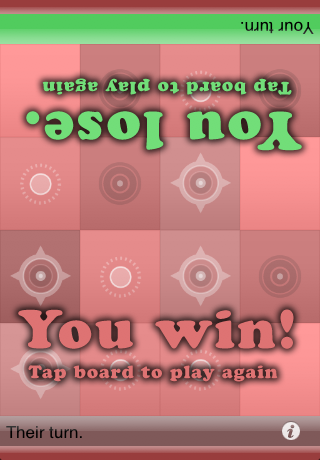 Your turn.
Tap board to play again
You lose.
You win!
Tap board to play again
Their turn.
i